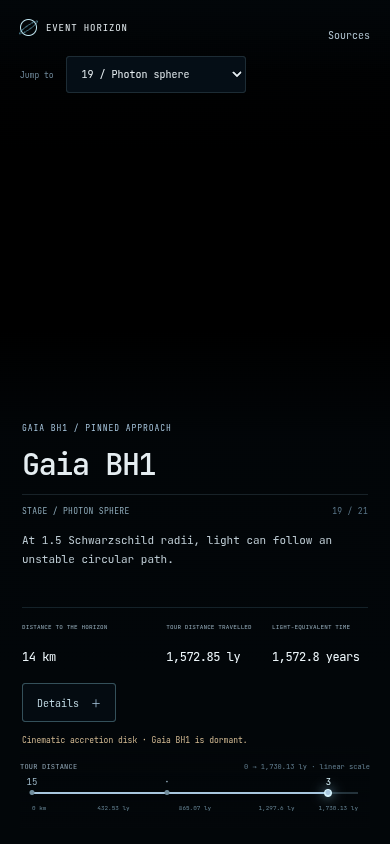 EVENT HORIZON
Sources
Jump to
19 / Photon sphere
GAIA BH1 / PINNED APPROACH
Gaia BH1
STAGE / PHOTON SPHERE
19 / 21
At 1.5 Schwarzschild radii, light can follow an
unstable circular path.
DISTANCE TO THE HORIZON
TOUR DISTANCE TRAVELLED
LIGHT-EQUIVALENT TIME
14 km
1,572.85 ly
1,572.8 years
Details +
Cinematic accretion disk · Gaia BH1 is dormant.
TOUR DISTANCE
0 → 1,730.13 ly · linear scale
15
·
3
0 km
432.53 ly
865.07 ly
1,297.6 ly
1,730.13 ly